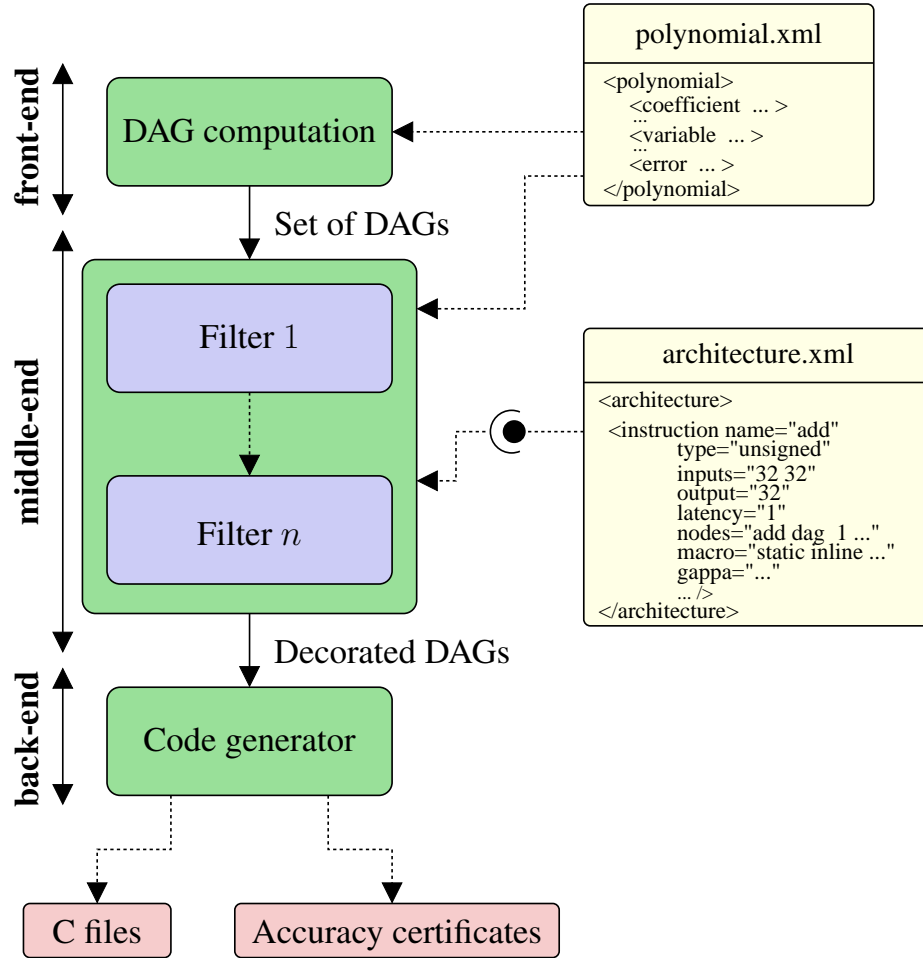 front-end
DAG computation
polynomial.xml
<polynomial>
<coefficient ... >
...
<variable ... >
...
<error ... >
</polynomial>
Set of DAGs
middle-end
Filter 1
Filter n
architecture.xml
<architecture>
<instruction name="add"
type="unsigned"
inputs="32 32"
output="32"
latency="1"
nodes="add dag 1 ..."
macro="static inline ..."
gappa="..."
... />
</architecture>
Decorated DAGs
back-end
Code generator
C files
Accuracy certificates